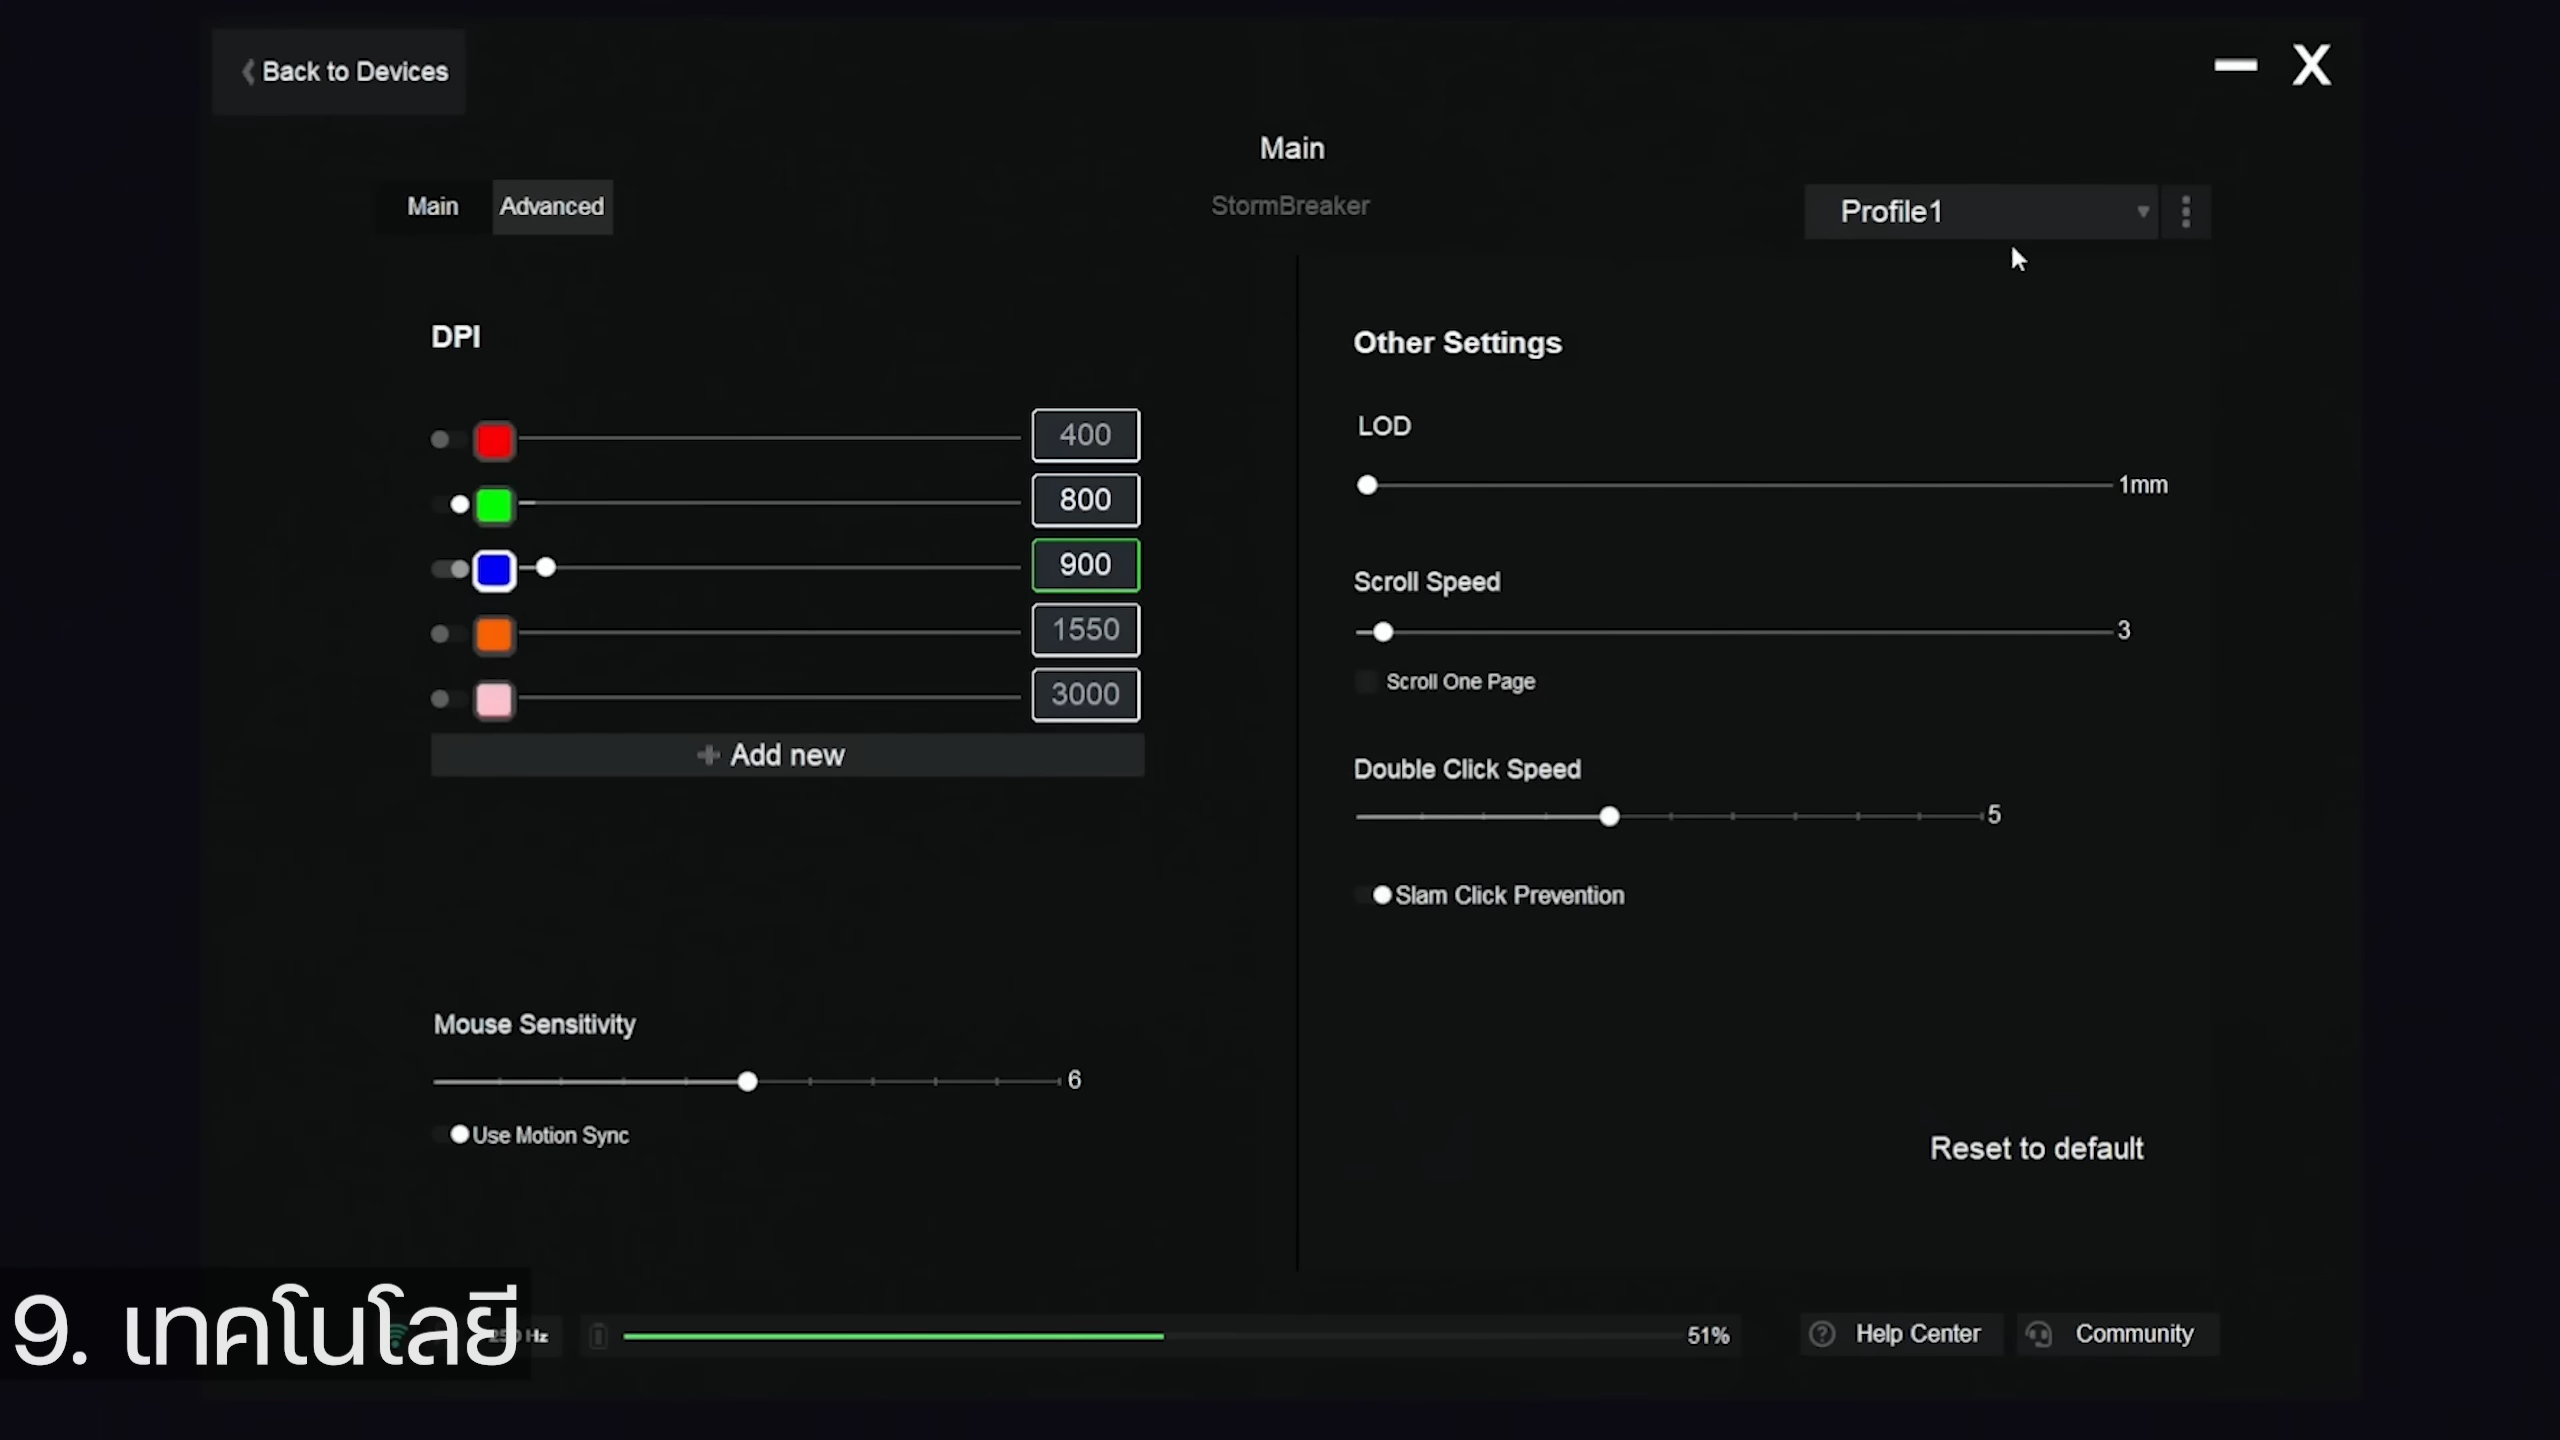 Back to Devices
X
Main
StormBreaker
Main
Advanced
Profile1
DPI
400
800
900
1550
3000
+ Add new
Mouse Sensitivity
6
Use Motion Sync
Other Settings
LOD
1mm
Scroll Speed
3
Scroll One Page
Double Click Speed
5
Slam Click Prevention
Reset to default
9. เทคโนโลยี
Hz
51%
Help Center
Community